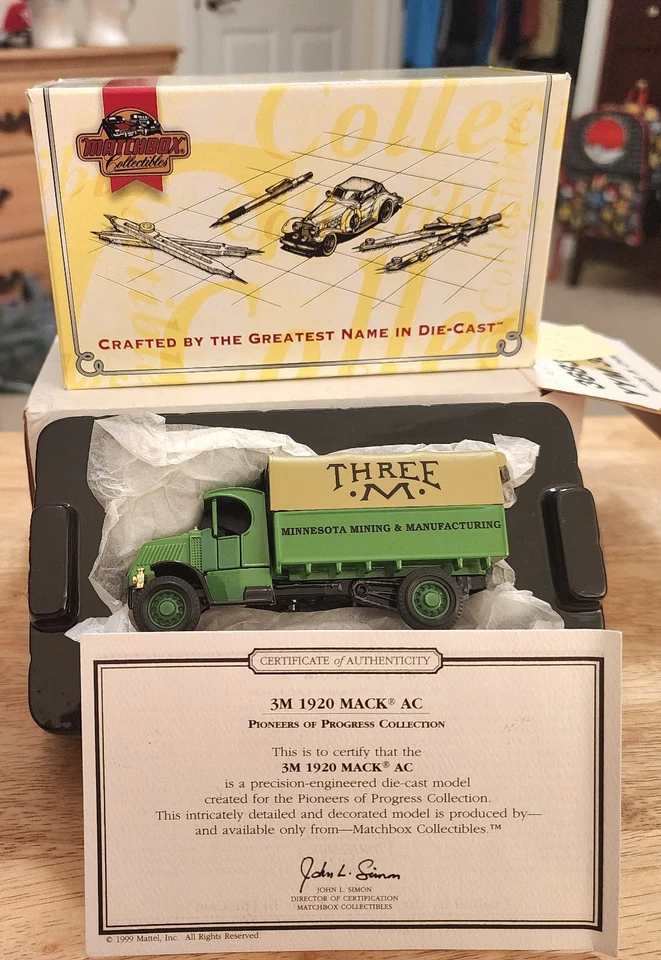 MATCHBOX®
Collectibles
CRAFTED BY THE GREATEST NAME IN DIE-CAST™
THREE
·M·
MINNESOTA MINING & MANUFACTURING
CERTIFICATE of AUTHENTICITY
3M 1920 MACK® AC
PIONEERS OF PROGRESS COLLECTION
This is to certify that the
3M 1920 MACK® AC
is a precision-engineered die-cast model
created for the Pioneers of Progress Collection.
This intricately detailed and decorated model is produced by—
and available only from—Matchbox Collectibles.™
John L. Simon
JOHN L. SIMON
DIRECTOR OF CERTIFICATION
MATCHBOX COLLECTIBLES
© 1999 Mattel, Inc. All Rights Reserved.